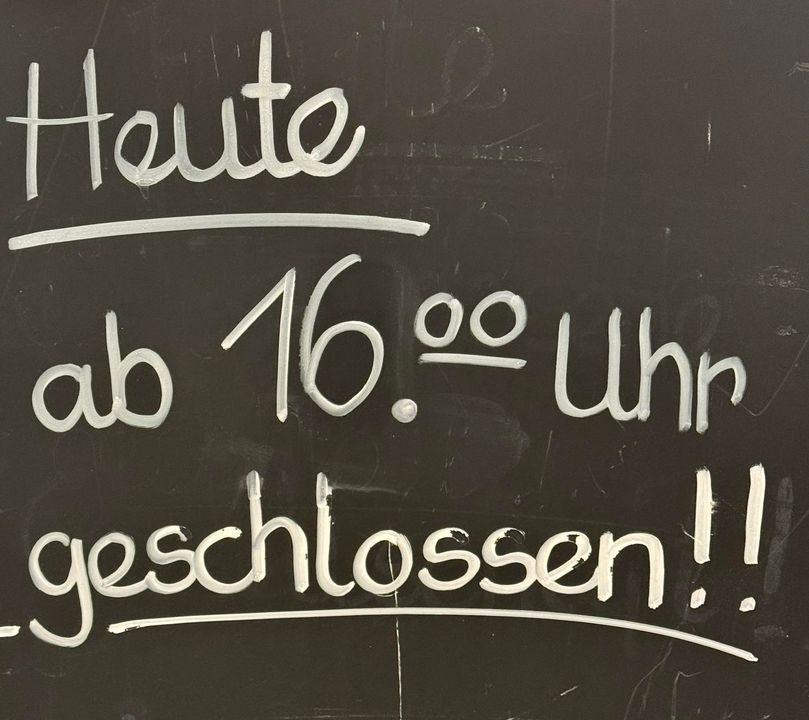 Heute
ab 16.00 Uhr
geschlossen!!